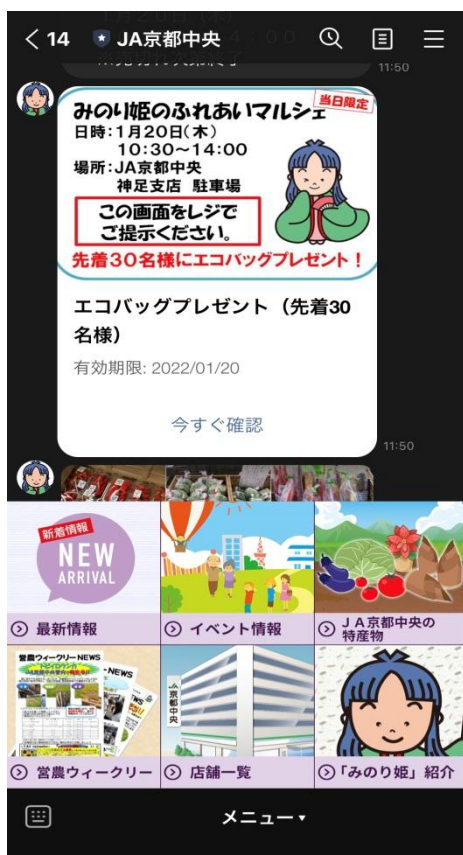 14
JA京都中央
11:50
みのり姫のふれあいマルシェ
当日限定
日時:1月20日(木)
10:30~14:00
場所:JA京都中央
神足支店 駐車場
この画面をレジで
ご提示ください。
先着30名様にエコバッグプレゼント!
エコバッグプレゼント(先着30
名様)
有効期限: 2022/01/20
今すぐ確認
11:50
新着情報
NEW
ARRIVAL
最新情報
イベント情報
JA京都中央の
特産物
営農ウィークリーNEWS
NEWS
JA京都中央
営農ウィークリー
店舗一覧
「みのり姫」紹介
メニュー▾